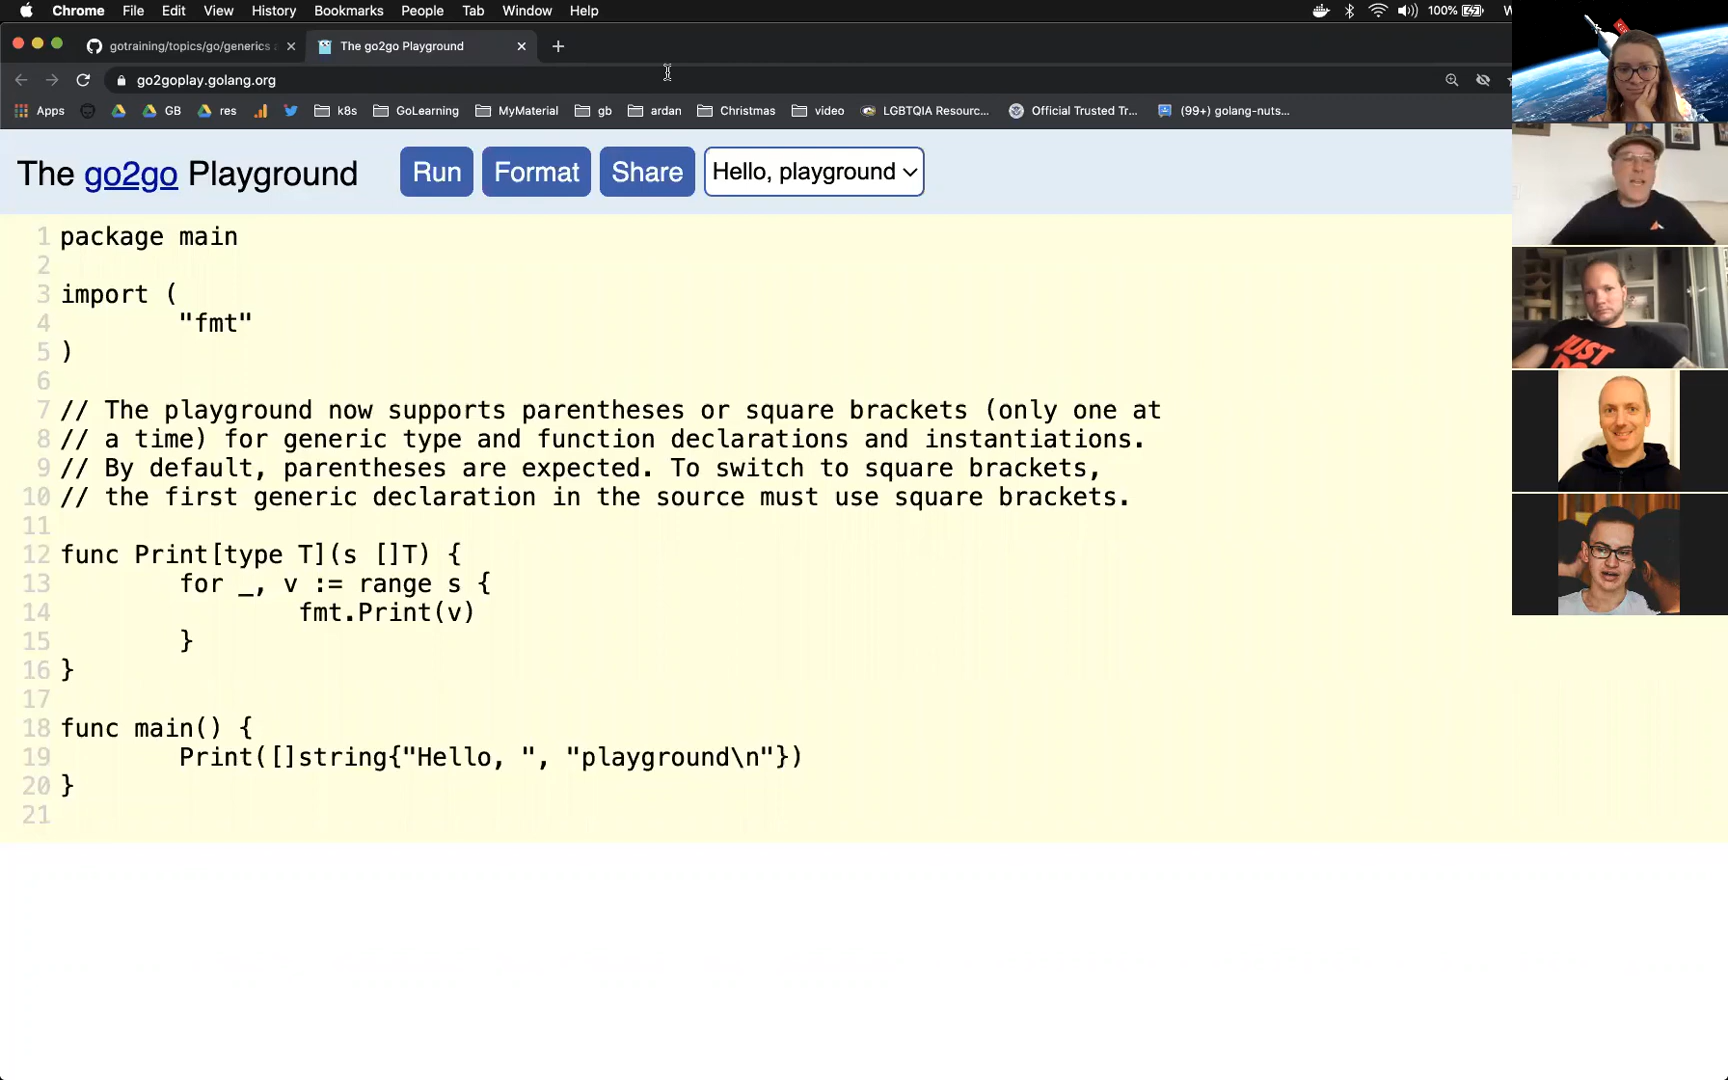 Chrome File Edit View History Bookmarks People Tab Window Help 100%
gotraining/topics/go/generics The go2go Playground
go2goplay.golang.org
Apps GB res k8s GoLearning MyMaterial gb ardan Christmas video LGBTQIA Resourc... Official Trusted Tr... (99+) golang-nuts...
The go2go Playground Run Format Share Hello, playground
1 package main
2
3 import (
4 "fmt"
5 )
6
7 // The playground now supports parentheses or square brackets (only one at
8 // a time) for generic type and function declarations and instantiations.
9 // By default, parentheses are expected. To switch to square brackets,
10 // the first generic declaration in the source must use square brackets.
11
12 func Print[type T](s []T) {
13 for _, v := range s {
14 fmt.Print(v)
15 }
16 }
17
18 func main() {
19 Print([]string{"Hello, ", "playground\n"})
20 }
21
JUST